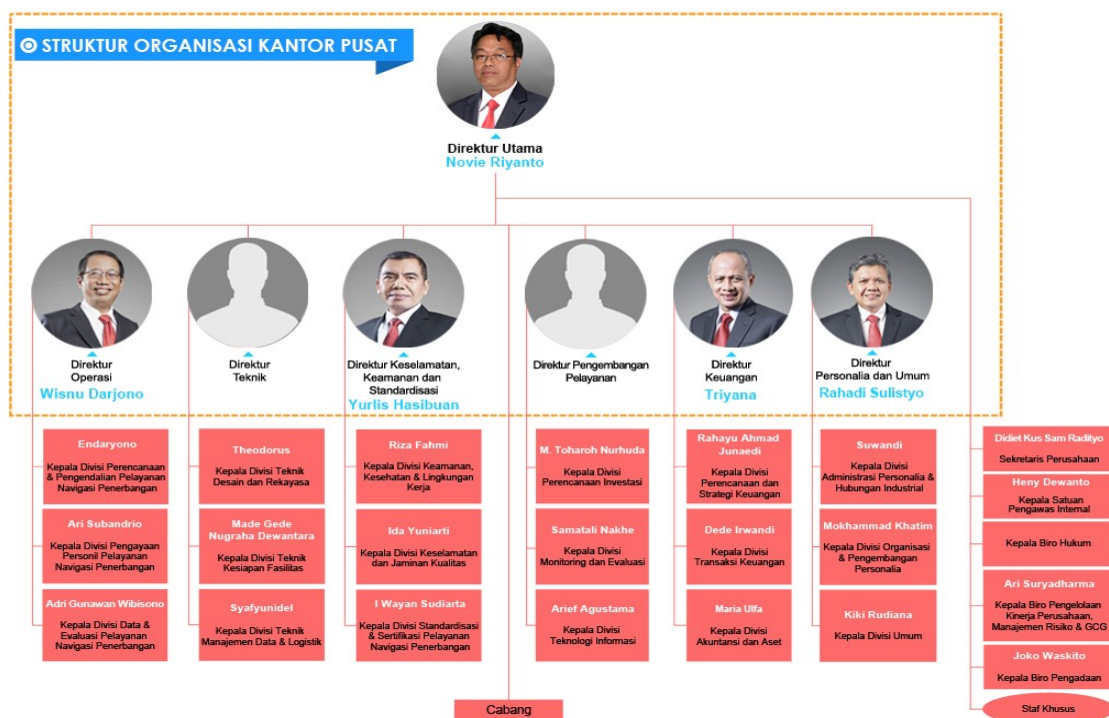 STRUKTUR ORGANISASI KANTOR PUSAT
Direktur Utama
Novie Riyanto
Direktur
Operasi
Wisnu Darjono
Direktur
Teknik
Direktur Keselamatan,
Keamanan dan
Standardisasi
Yurlis Hasibuan
Direktur Pengembangan
Pelayanan
Direktur
Keuangan
Triyana
Direktur
Personalia dan Umum
Rahadi Sulistyo
Endaryono
Kepala Divisi Perencanaan
& Pengendalian Pelayanan
Navigasi Penerbangan
Ari Subandrio
Kepala Divisi Pengayaan
Personil Pelayanan
Navigasi Penerbangan
Adri Gunawan Wibisono
Kepala Divisi Data &
Evaluasi Pelayanan
Navigasi Penerbangan
Theodorus
Kepala Divisi Teknik
Desain dan Rekayasa
Made Gede
Nugraha Dewantara
Kepala Divisi Teknik
Kesiapan Fasilitas
Syafyunidel
Kepala Divisi Teknik
Manajemen Data & Logistik
Riza Fahmi
Kepala Divisi Keamanan,
Kesehatan & Lingkungan
Kerja
Ida Yuniarti
Kepala Divisi Keselamatan
dan Jaminan Kualitas
I Wayan Sudiarta
Kepala Divisi Standardisasi
& Sertifikasi Pelayanan
Navigasi Penerbangan
M. Toharoh Nurhuda
Kepala Divisi
Perencanaan Investasi
Samatali Nakhe
Kepala Divisi
Monitoring dan Evaluasi
Arief Agustama
Kepala Divisi
Teknologi Informasi
Rahayu Ahmad
Junaedi
Kepala Divisi
Perencanaan dan
Strategi Keuangan
Dede Irwandi
Kepala Divisi
Transaksi Keuangan
Maria Ulfa
Kepala Divisi
Akuntansi dan Aset
Suwandi
Kepala Divisi
Administrasi Personalia &
Hubungan Industrial
Mokhammad Khatim
Kepala Divisi Organisasi
& Pengembangan
Personalia
Kiki Rudiana
Kepala Divisi Umum
Didiet Kus Sam Radityo
Sekretaris Perusahaan
Heny Dewanto
Kepala Satuan
Pengawas Internal
Kepala Biro Hukum
Ari Suryadharma
Kepala Biro Pengelolaan
Kinerja Perusahaan,
Manajemen Risiko & GCG
Joko Waskito
Kepala Biro Pengadaan
Staf Khusus
Cabang